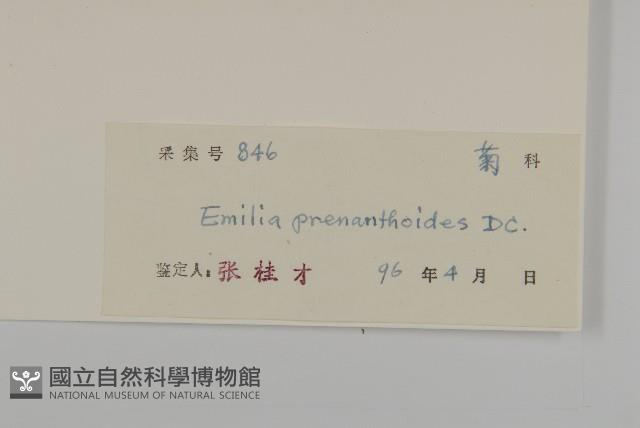 采集号 846 菊 科
Emilia prenanthoides DC.
鉴定人: 张桂才 96 年 4 月 日
國立自然科學博物館
NATIONAL MUSEUM OF NATURAL SCIENCE